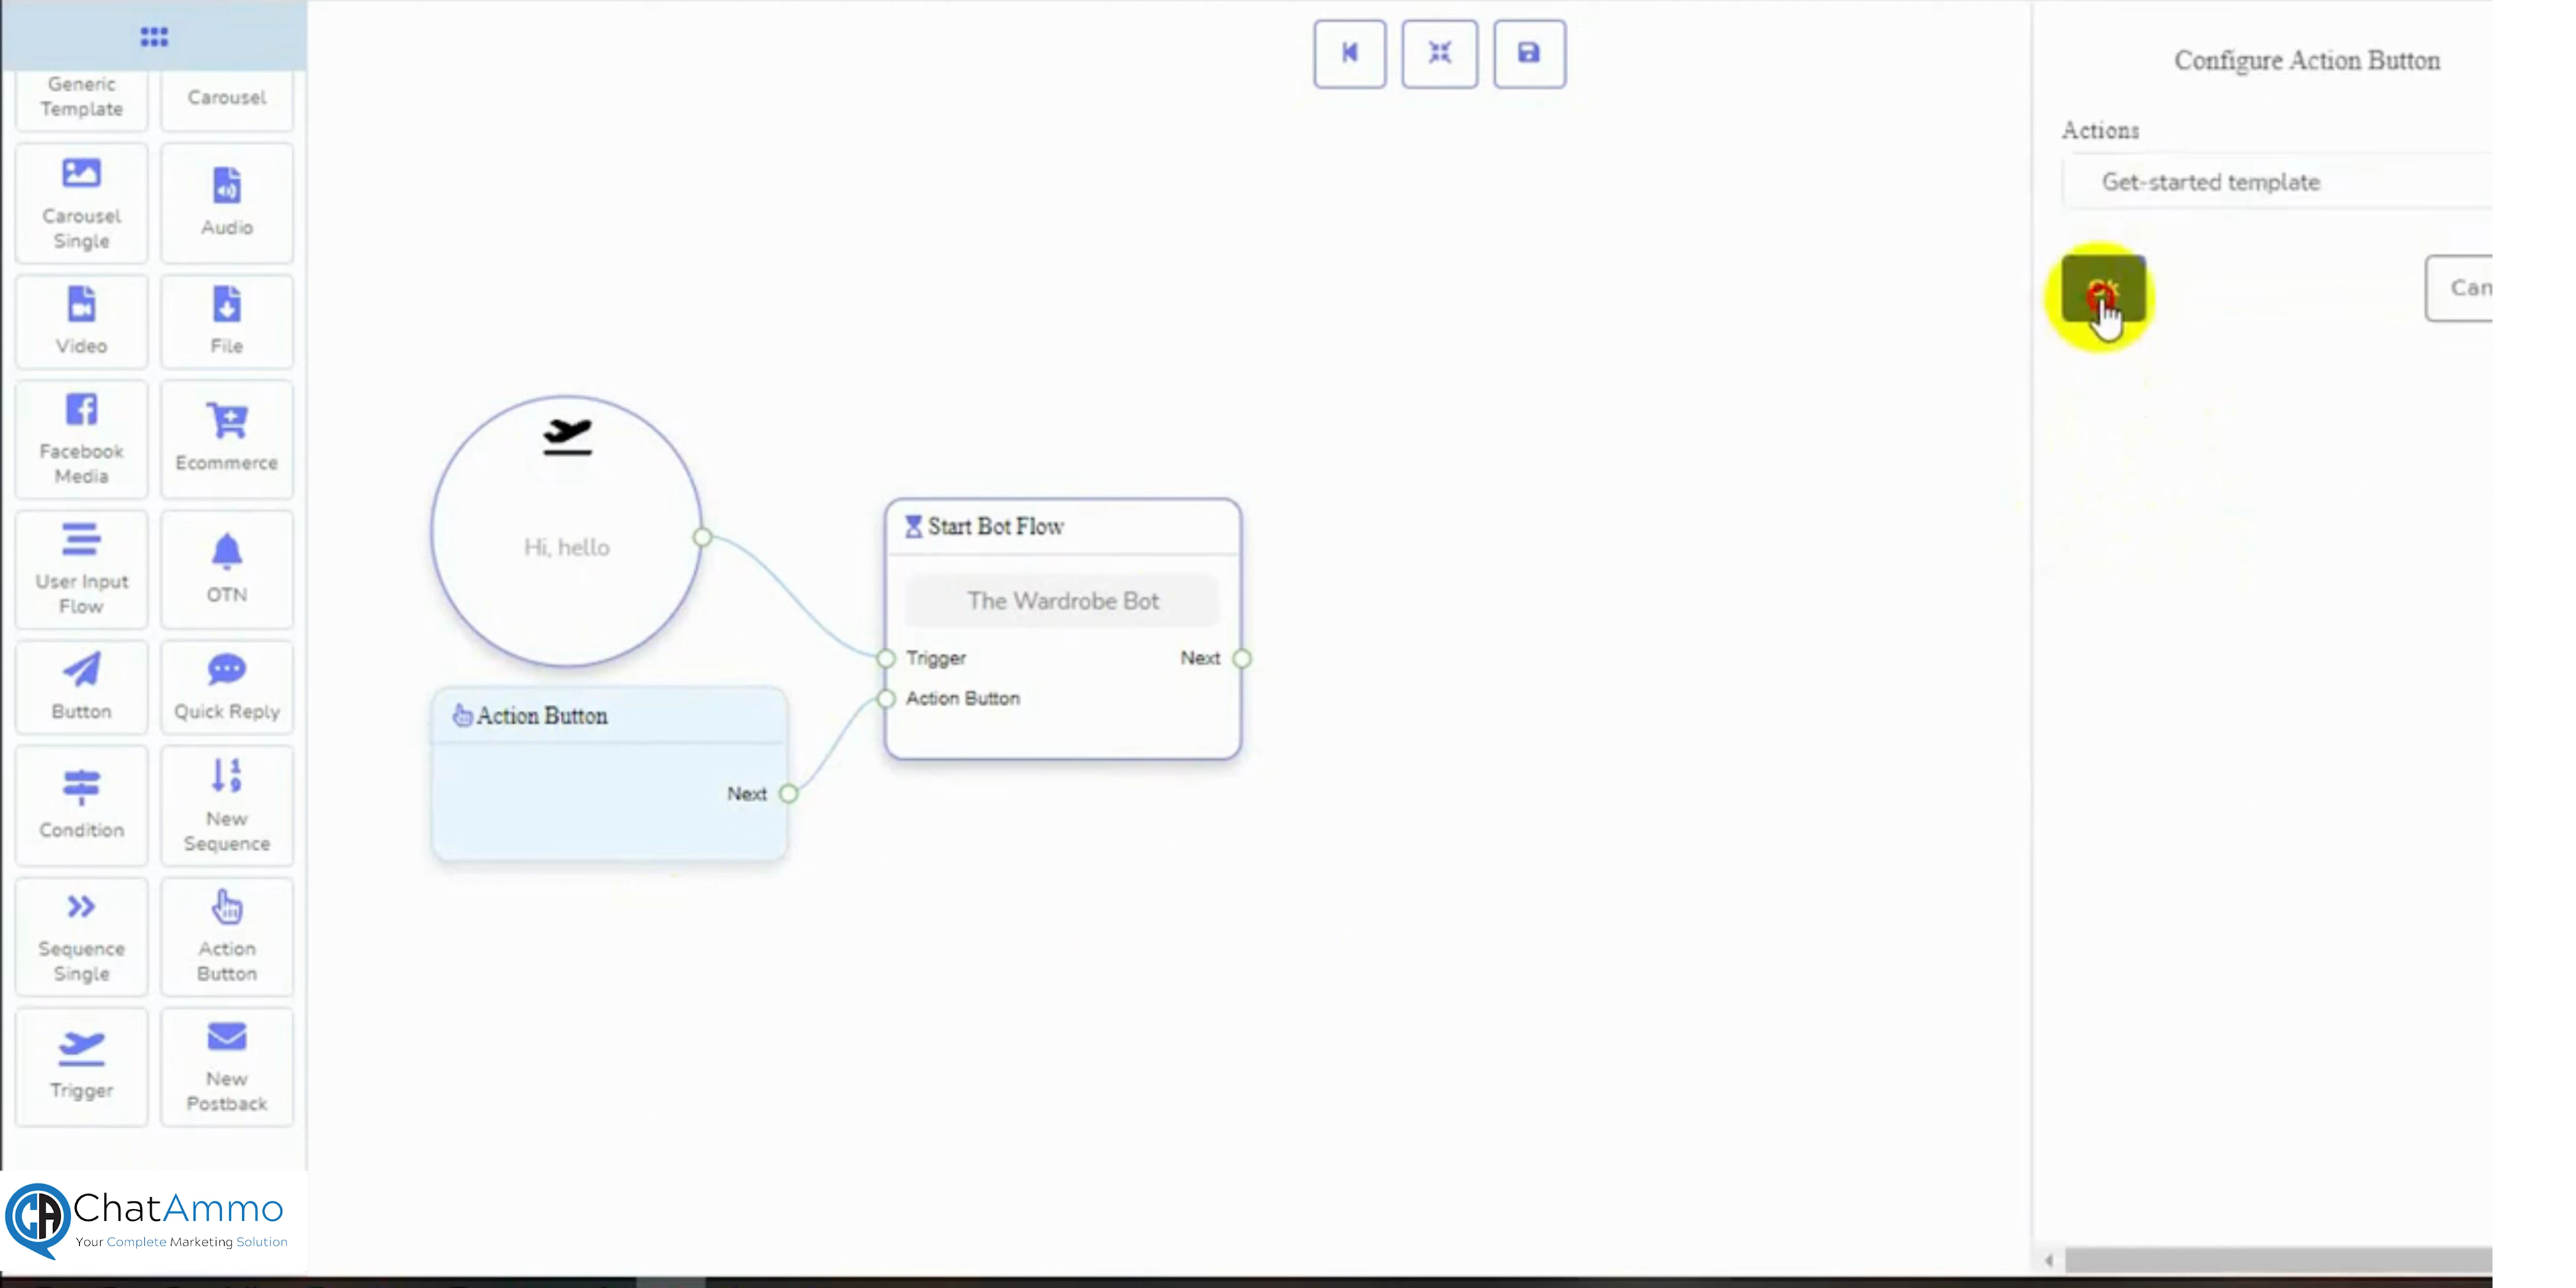 Generic
Template
Carousel
Carousel
Single
Audio
Video
File
Facebook
Media
Ecommerce
User Input
Flow
OTN
Button
Quick Reply
Condition
New
Sequence
Sequence
Single
Action
Button
Trigger
New
Postback
ChatAmmo
Your Complete Marketing Solution
Hi, hello
Start Bot Flow
The Wardrobe Bot
Trigger
Next
Action Button
Action Button
Next
Configure Action Button
Actions
Get-started template
Ok
Can